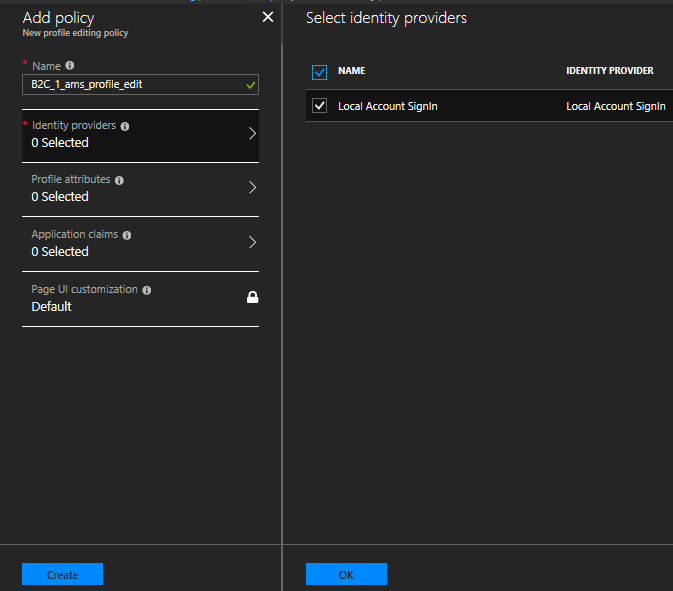 Add policy
New profile editing policy
* Name
B2C_1_ams_profile_edit
* Identity providers
0 Selected
Profile attributes
0 Selected
Application claims
0 Selected
Page UI customization
Default
Create
Select identity providers
NAME IDENTITY PROVIDER
Local Account SignIn Local Account SignIn
OK